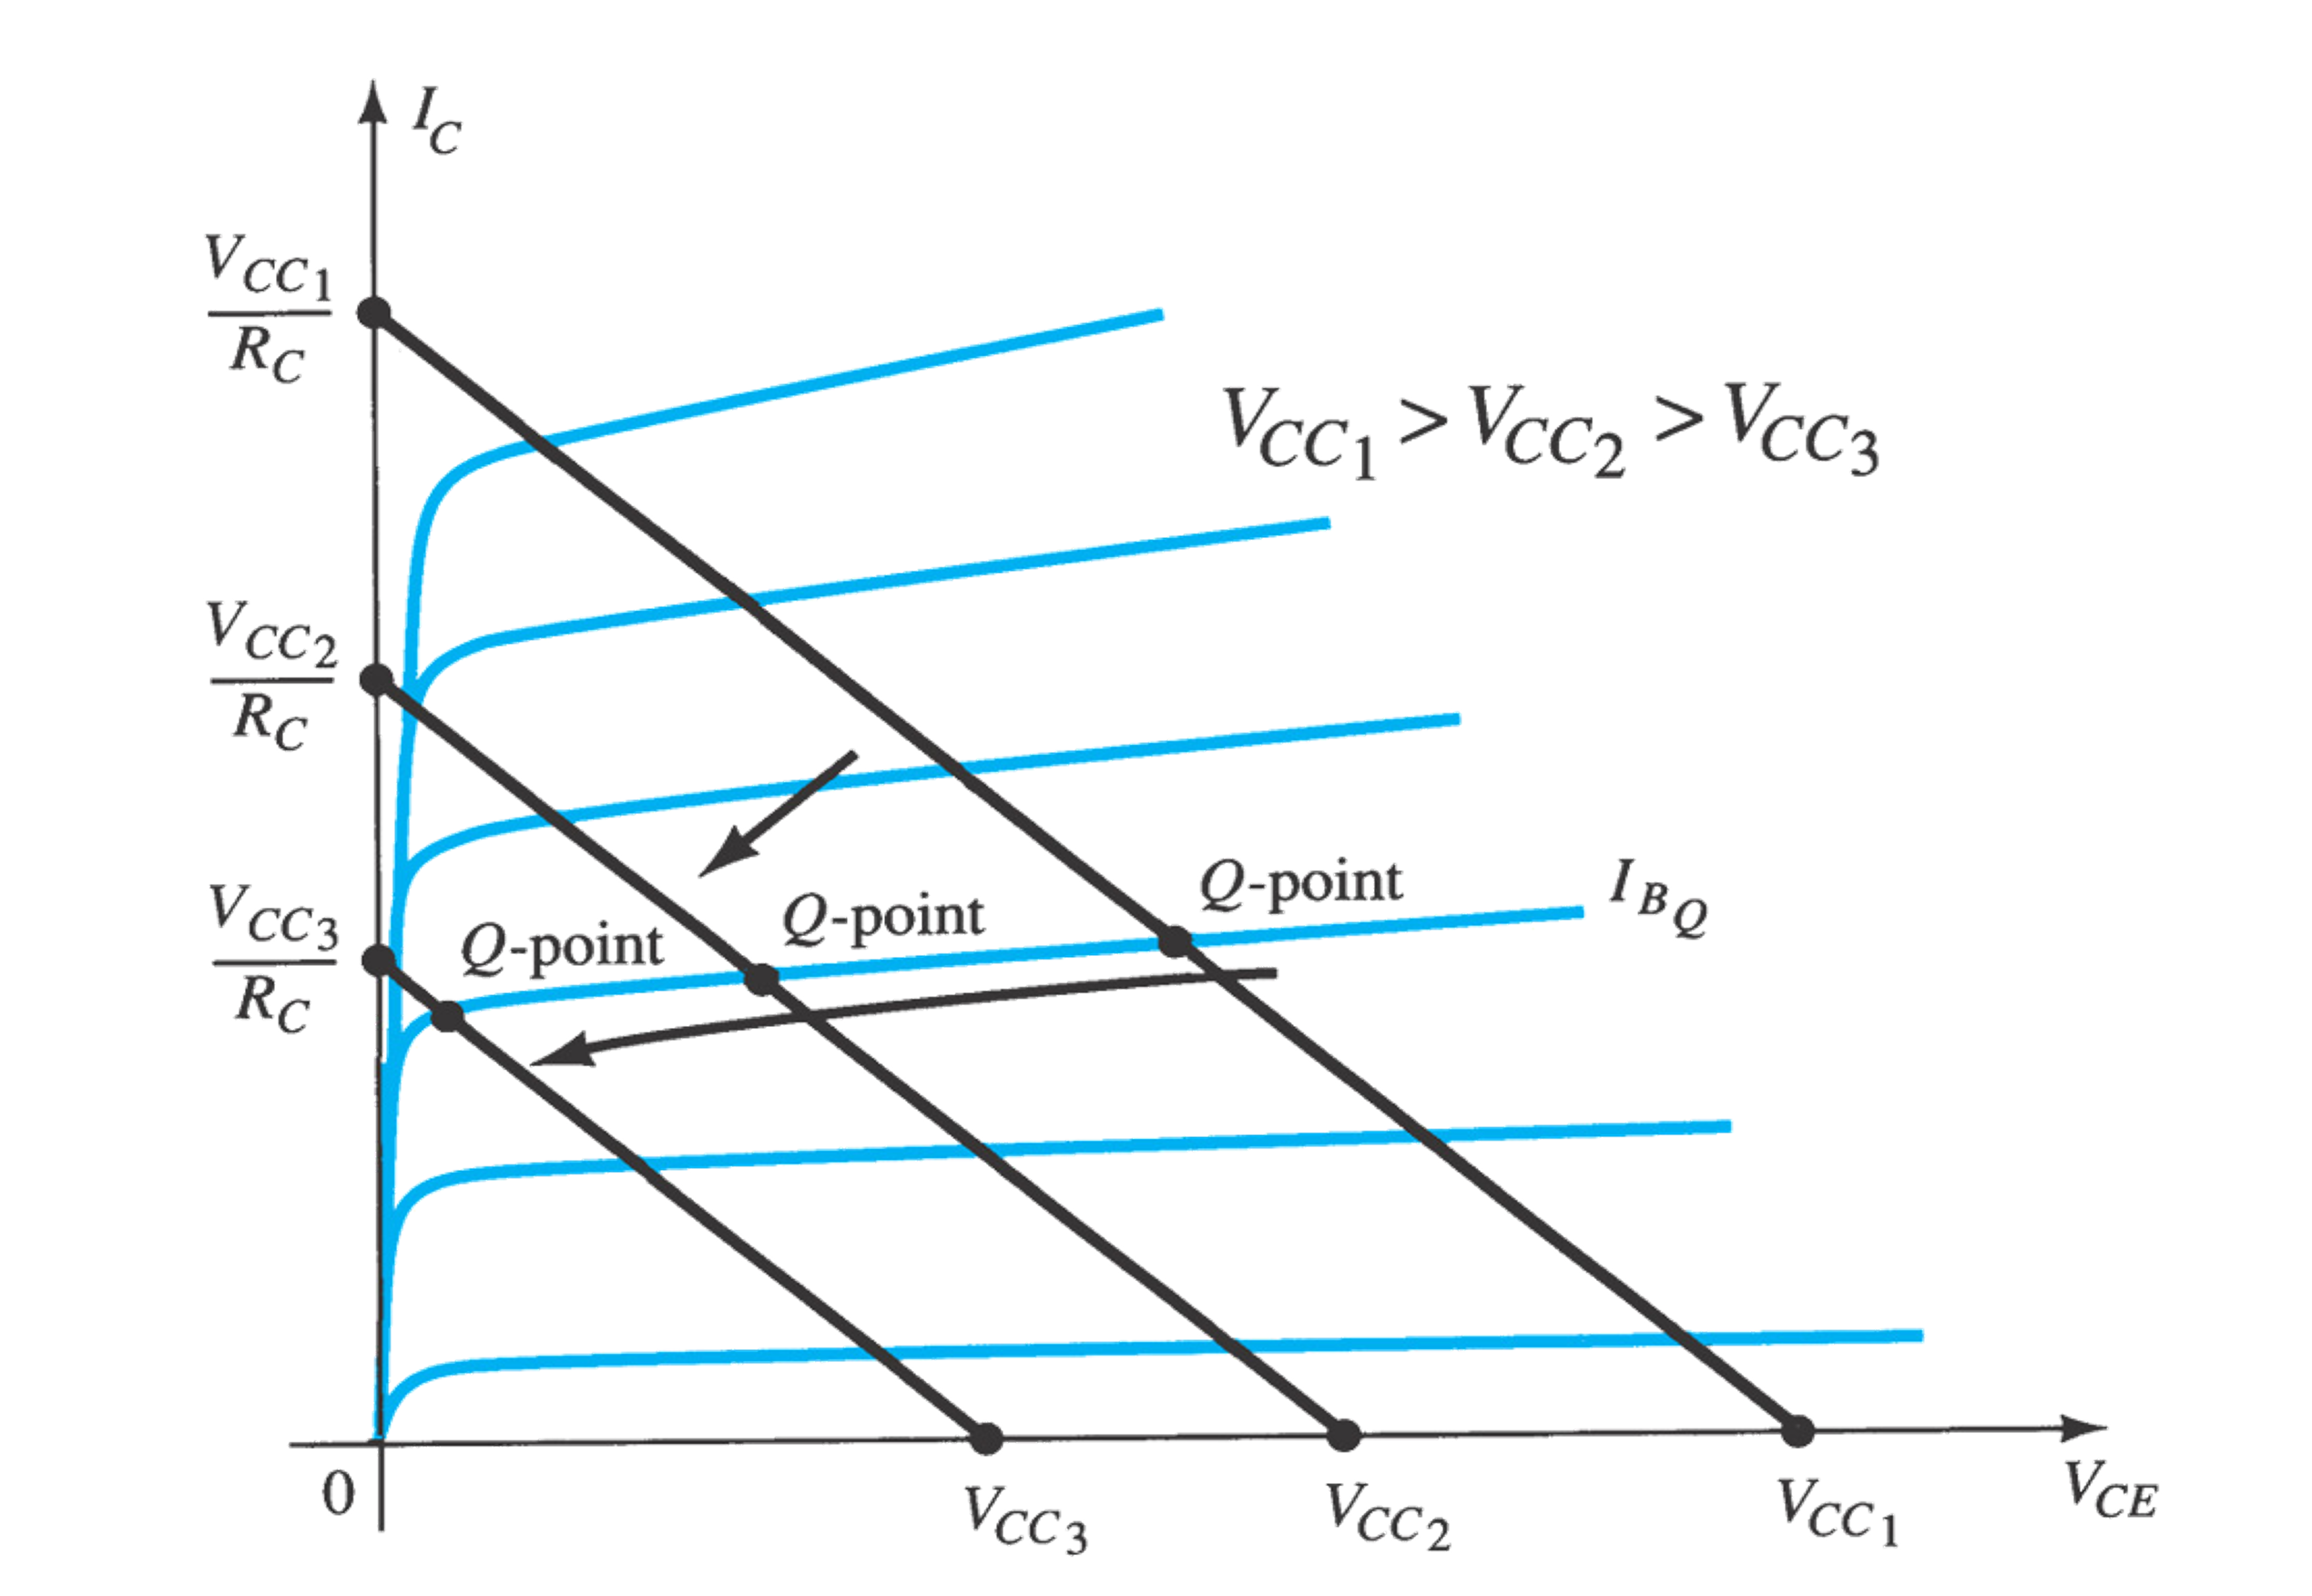 I_C
V_CC1
R_C
V_CC1 > V_CC2 > V_CC3
V_CC2
R_C
Q-point
I_BQ
Q-point
V_CC3
R_C
Q-point
0
V_CC3
V_CC2
V_CC1
V_CE